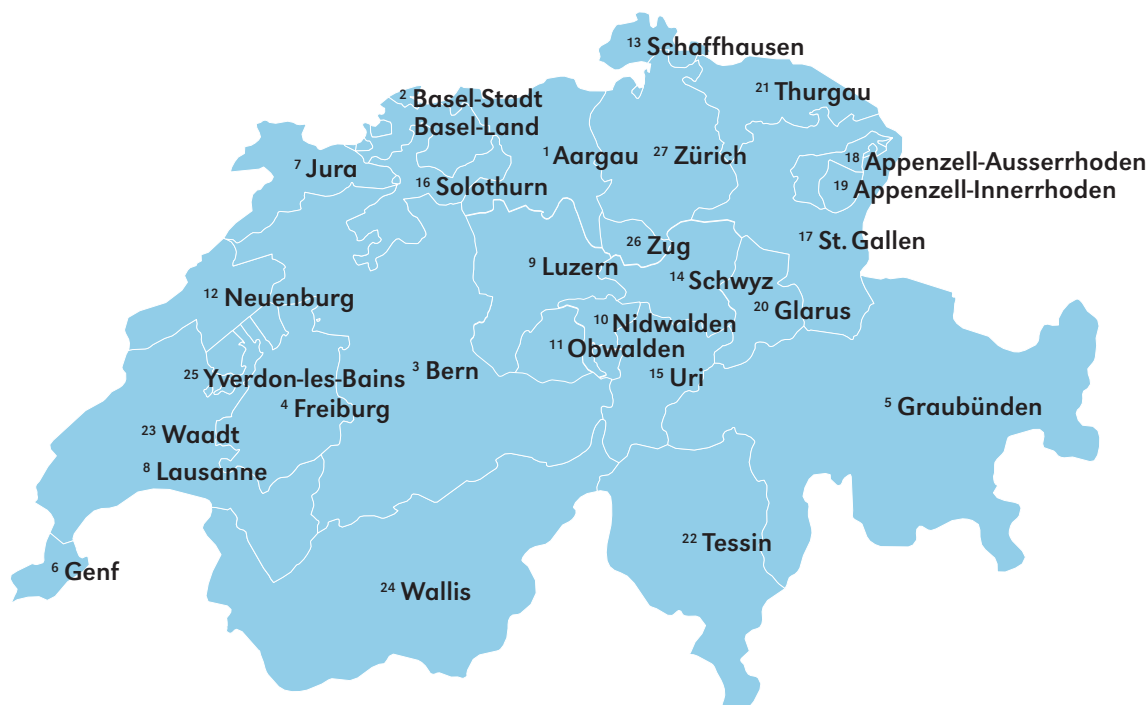 13 Schaffhausen
21 Thurgau
2 Basel-Stadt
Basel-Land
1 Aargau
27 Zürich
18 Appenzell-Ausserrhoden
7 Jura
16 Solothurn
19 Appenzell-Innerrhoden
17 St. Gallen
26 Zug
9 Luzern
14 Schwyz
12 Neuenburg
20 Glarus
10 Nidwalden
11 Obwalden
3 Bern
15 Uri
25 Yverdon-les-Bains
4 Freiburg
5 Graubünden
23 Waadt
8 Lausanne
22 Tessin
6 Genf
24 Wallis